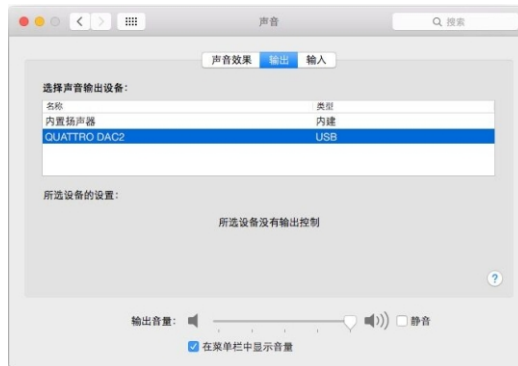 声音
搜索
声音效果 输出 输入
选择声音输出设备：
名称 类型
内置扬声器 内建
QUATTRO DAC2 USB
所选设备的设置：
所选设备没有输出控制
?
输出音量： 静音
在菜单栏中显示音量